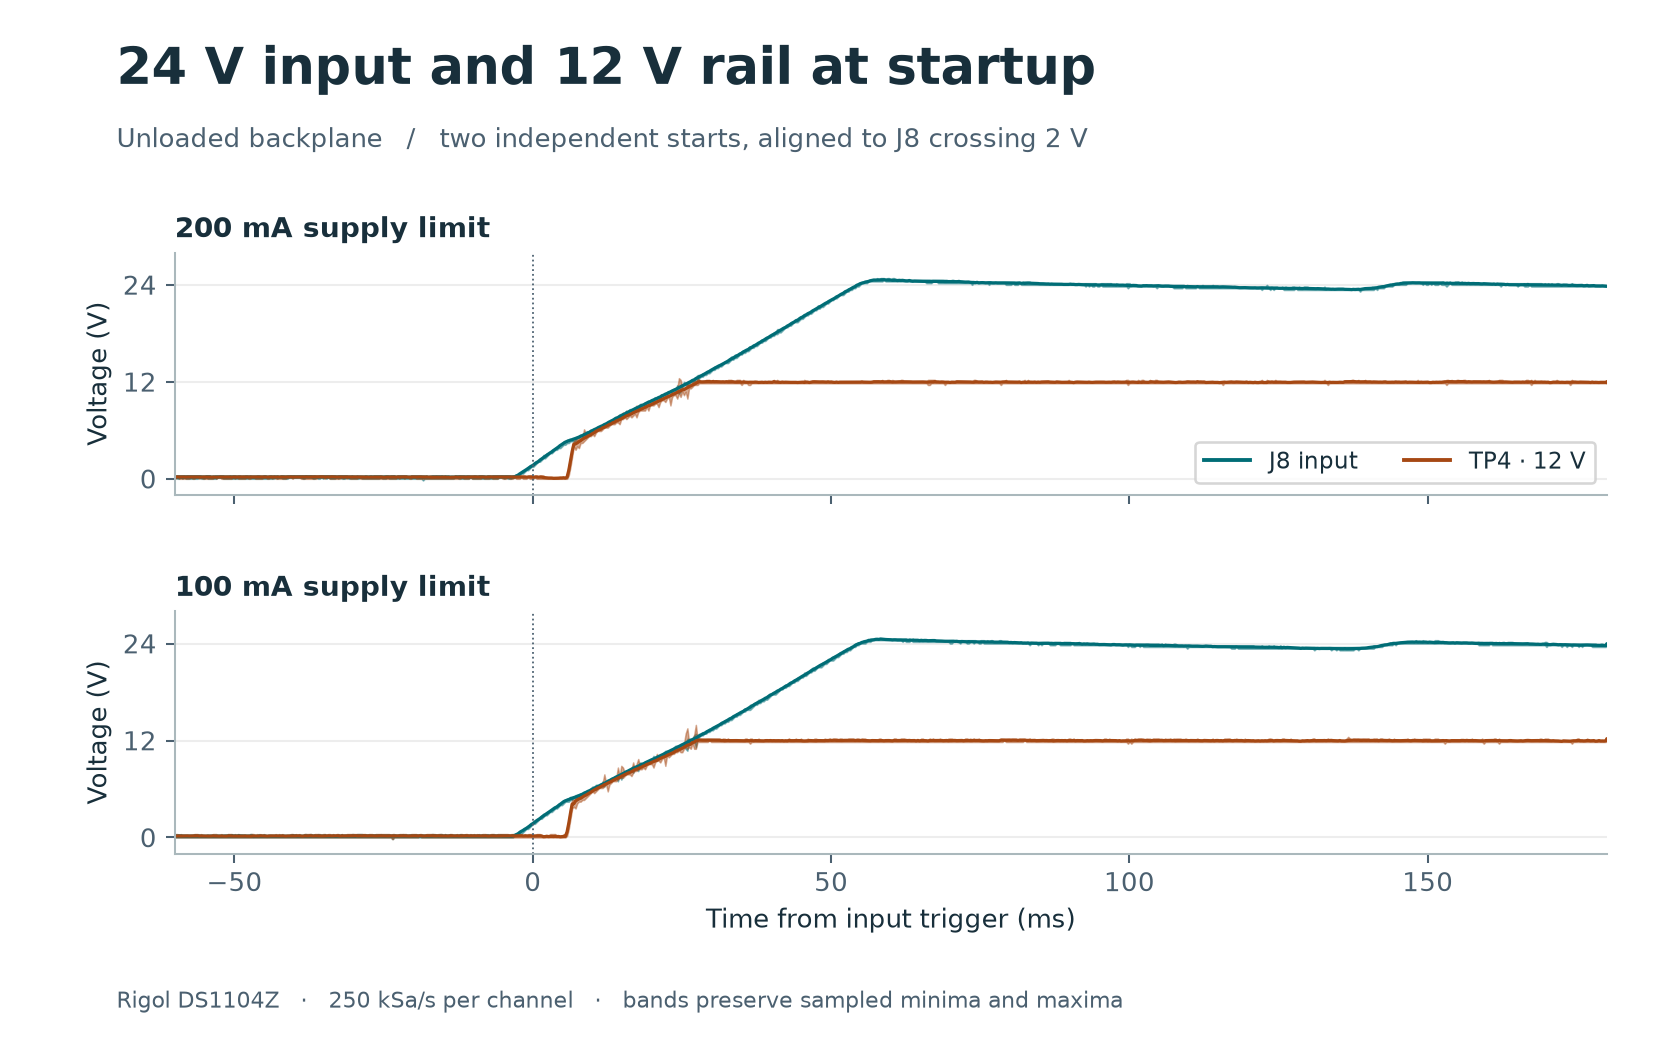 24 V input and 12 V rail at startup
Unloaded backplane / two independent starts, aligned to J8 crossing 2 V
200 mA supply limit
Voltage (V)
24
12
0
J8 input
TP4 · 12 V
100 mA supply limit
Voltage (V)
24
12
0
−50 0 50 100 150
Time from input trigger (ms)
Rigol DS1104Z · 250 kSa/s per channel · bands preserve sampled minima and maxima